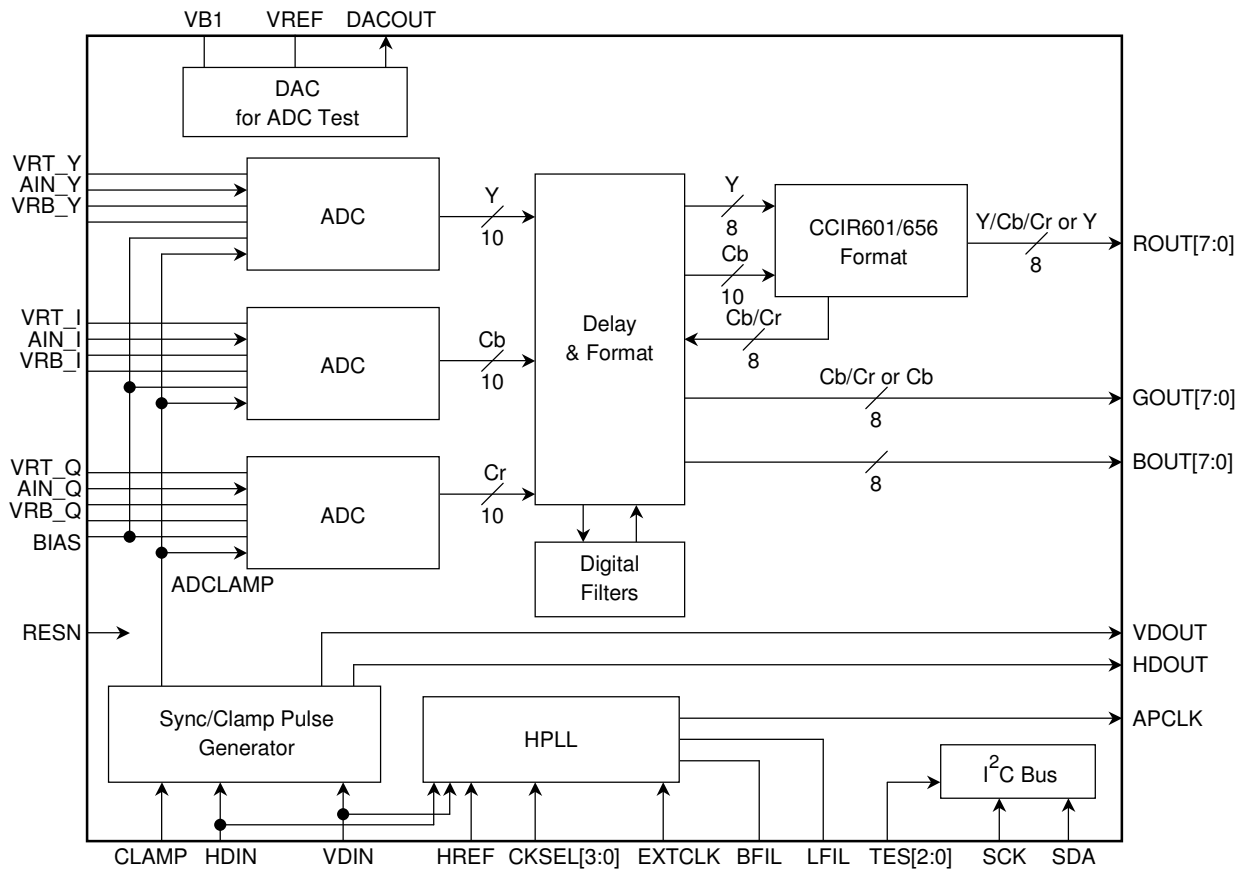 VB1 VREF DACOUT
DAC
for ADC Test
VRT_Y
AIN_Y
VRB_Y
ADC
Y
10
Y
8
Cb
10
CCIR601/656
Format
Y/Cb/Cr or Y
8
ROUT[7:0]
VRT_I
AIN_I
VRB_I
ADC
Cb
10
Delay
& Format
Cb/Cr
8
Cb/Cr or Cb
8
GOUT[7:0]
VRT_Q
AIN_Q
VRB_Q
BIAS
ADC
Cr
10
8
BOUT[7:0]
ADCLAMP
Digital
Filters
RESN
VDOUT
HDOUT
Sync/Clamp Pulse
Generator
HPLL
APCLK
I²C Bus
CLAMP HDIN VDIN HREF CKSEL[3:0] EXTCLK BFIL LFIL TES[2:0] SCK SDA